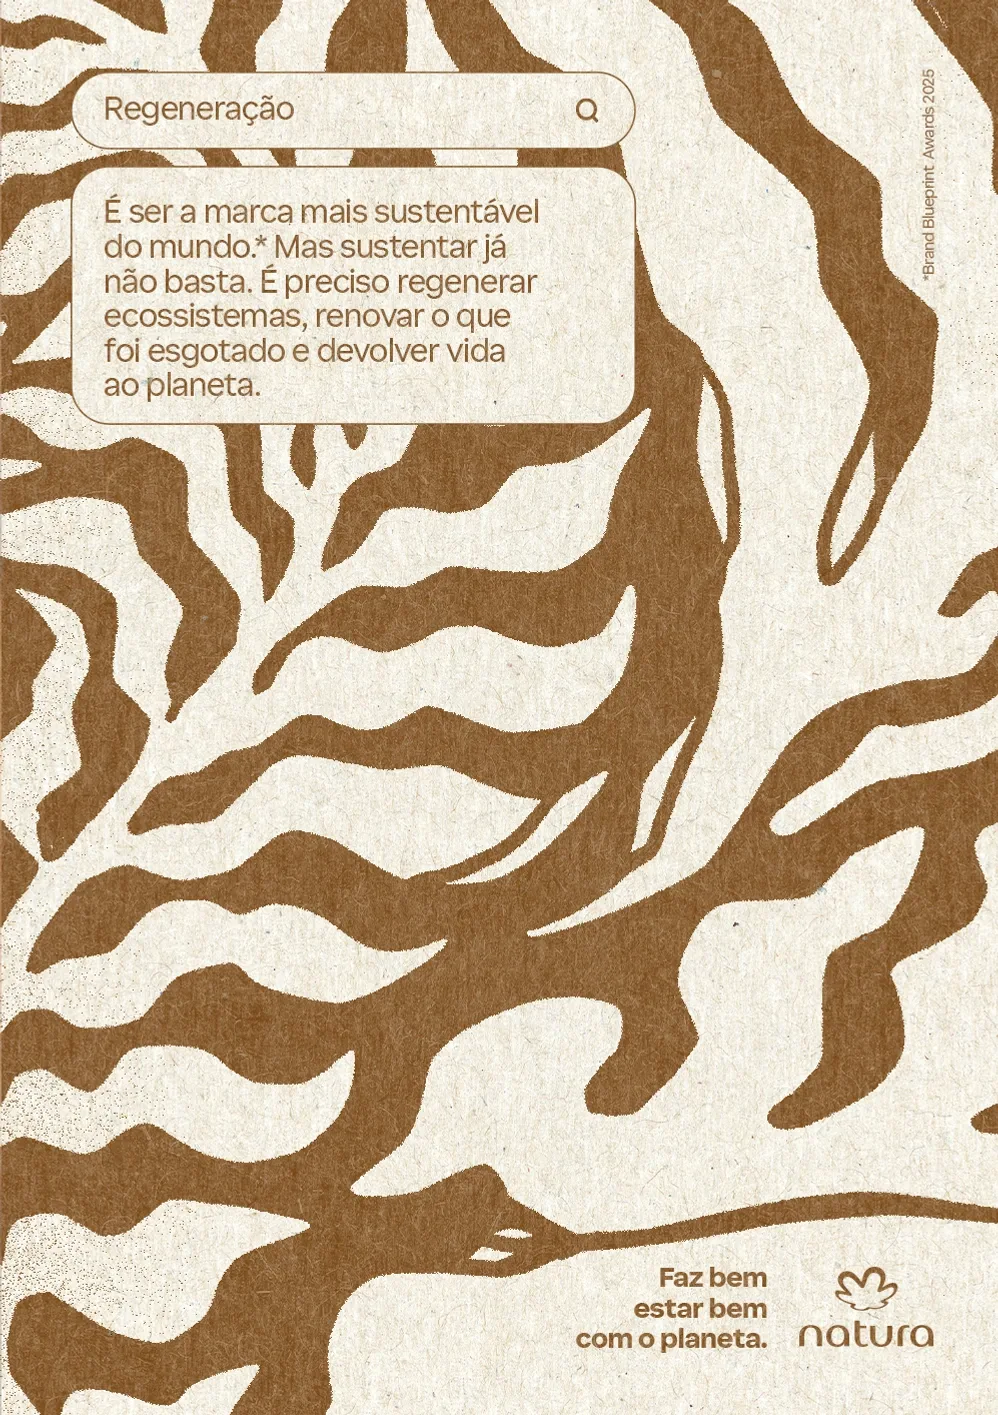 Regeneração
É ser a marca mais sustentável
do mundo.* Mas sustentar já
não basta. É preciso regenerar
ecossistemas, renovar o que
foi esgotado e devolver vida
ao planeta.
*Brand Blueprint Awards 2025
Faz bem
estar bem
com o planeta.
natura